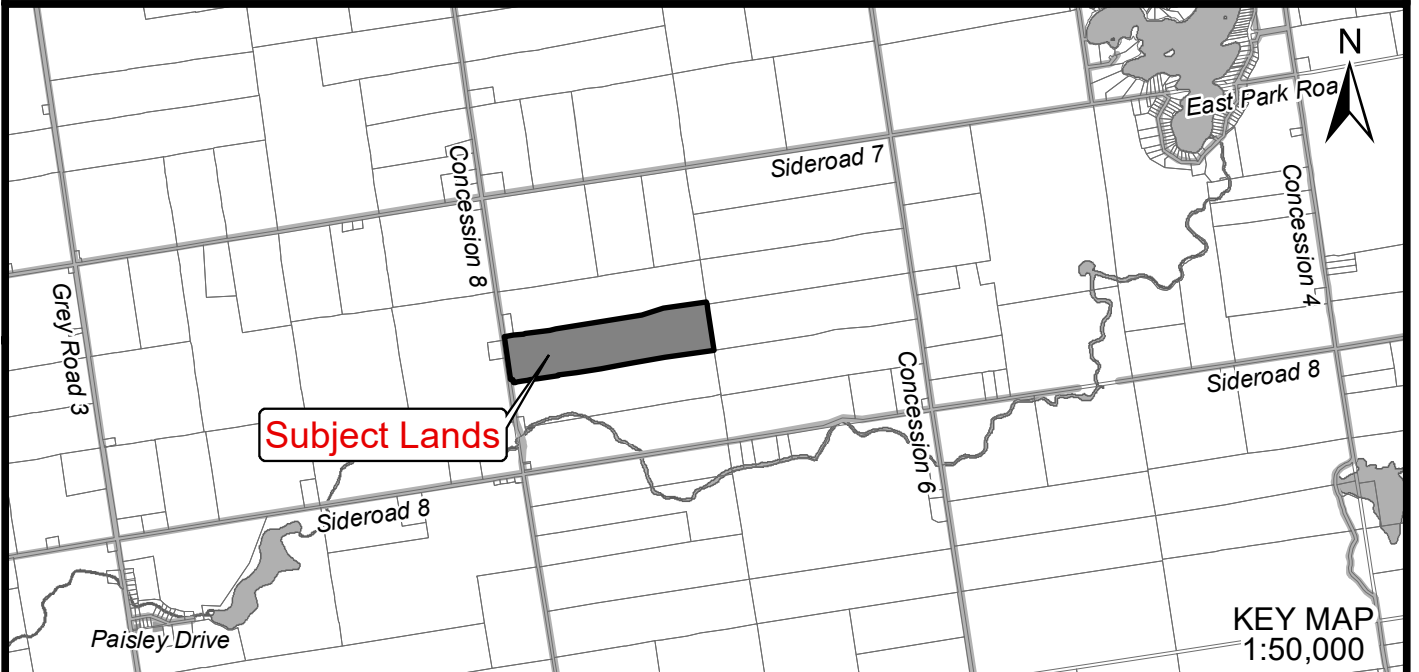 N
East Park Roa
Sideroad 7
Concession 8
Concession 4
Grey Road 3
Concession 6
Sideroad 8
Subject Lands
Sideroad 8
Paisley Drive
KEY MAP
1:50,000